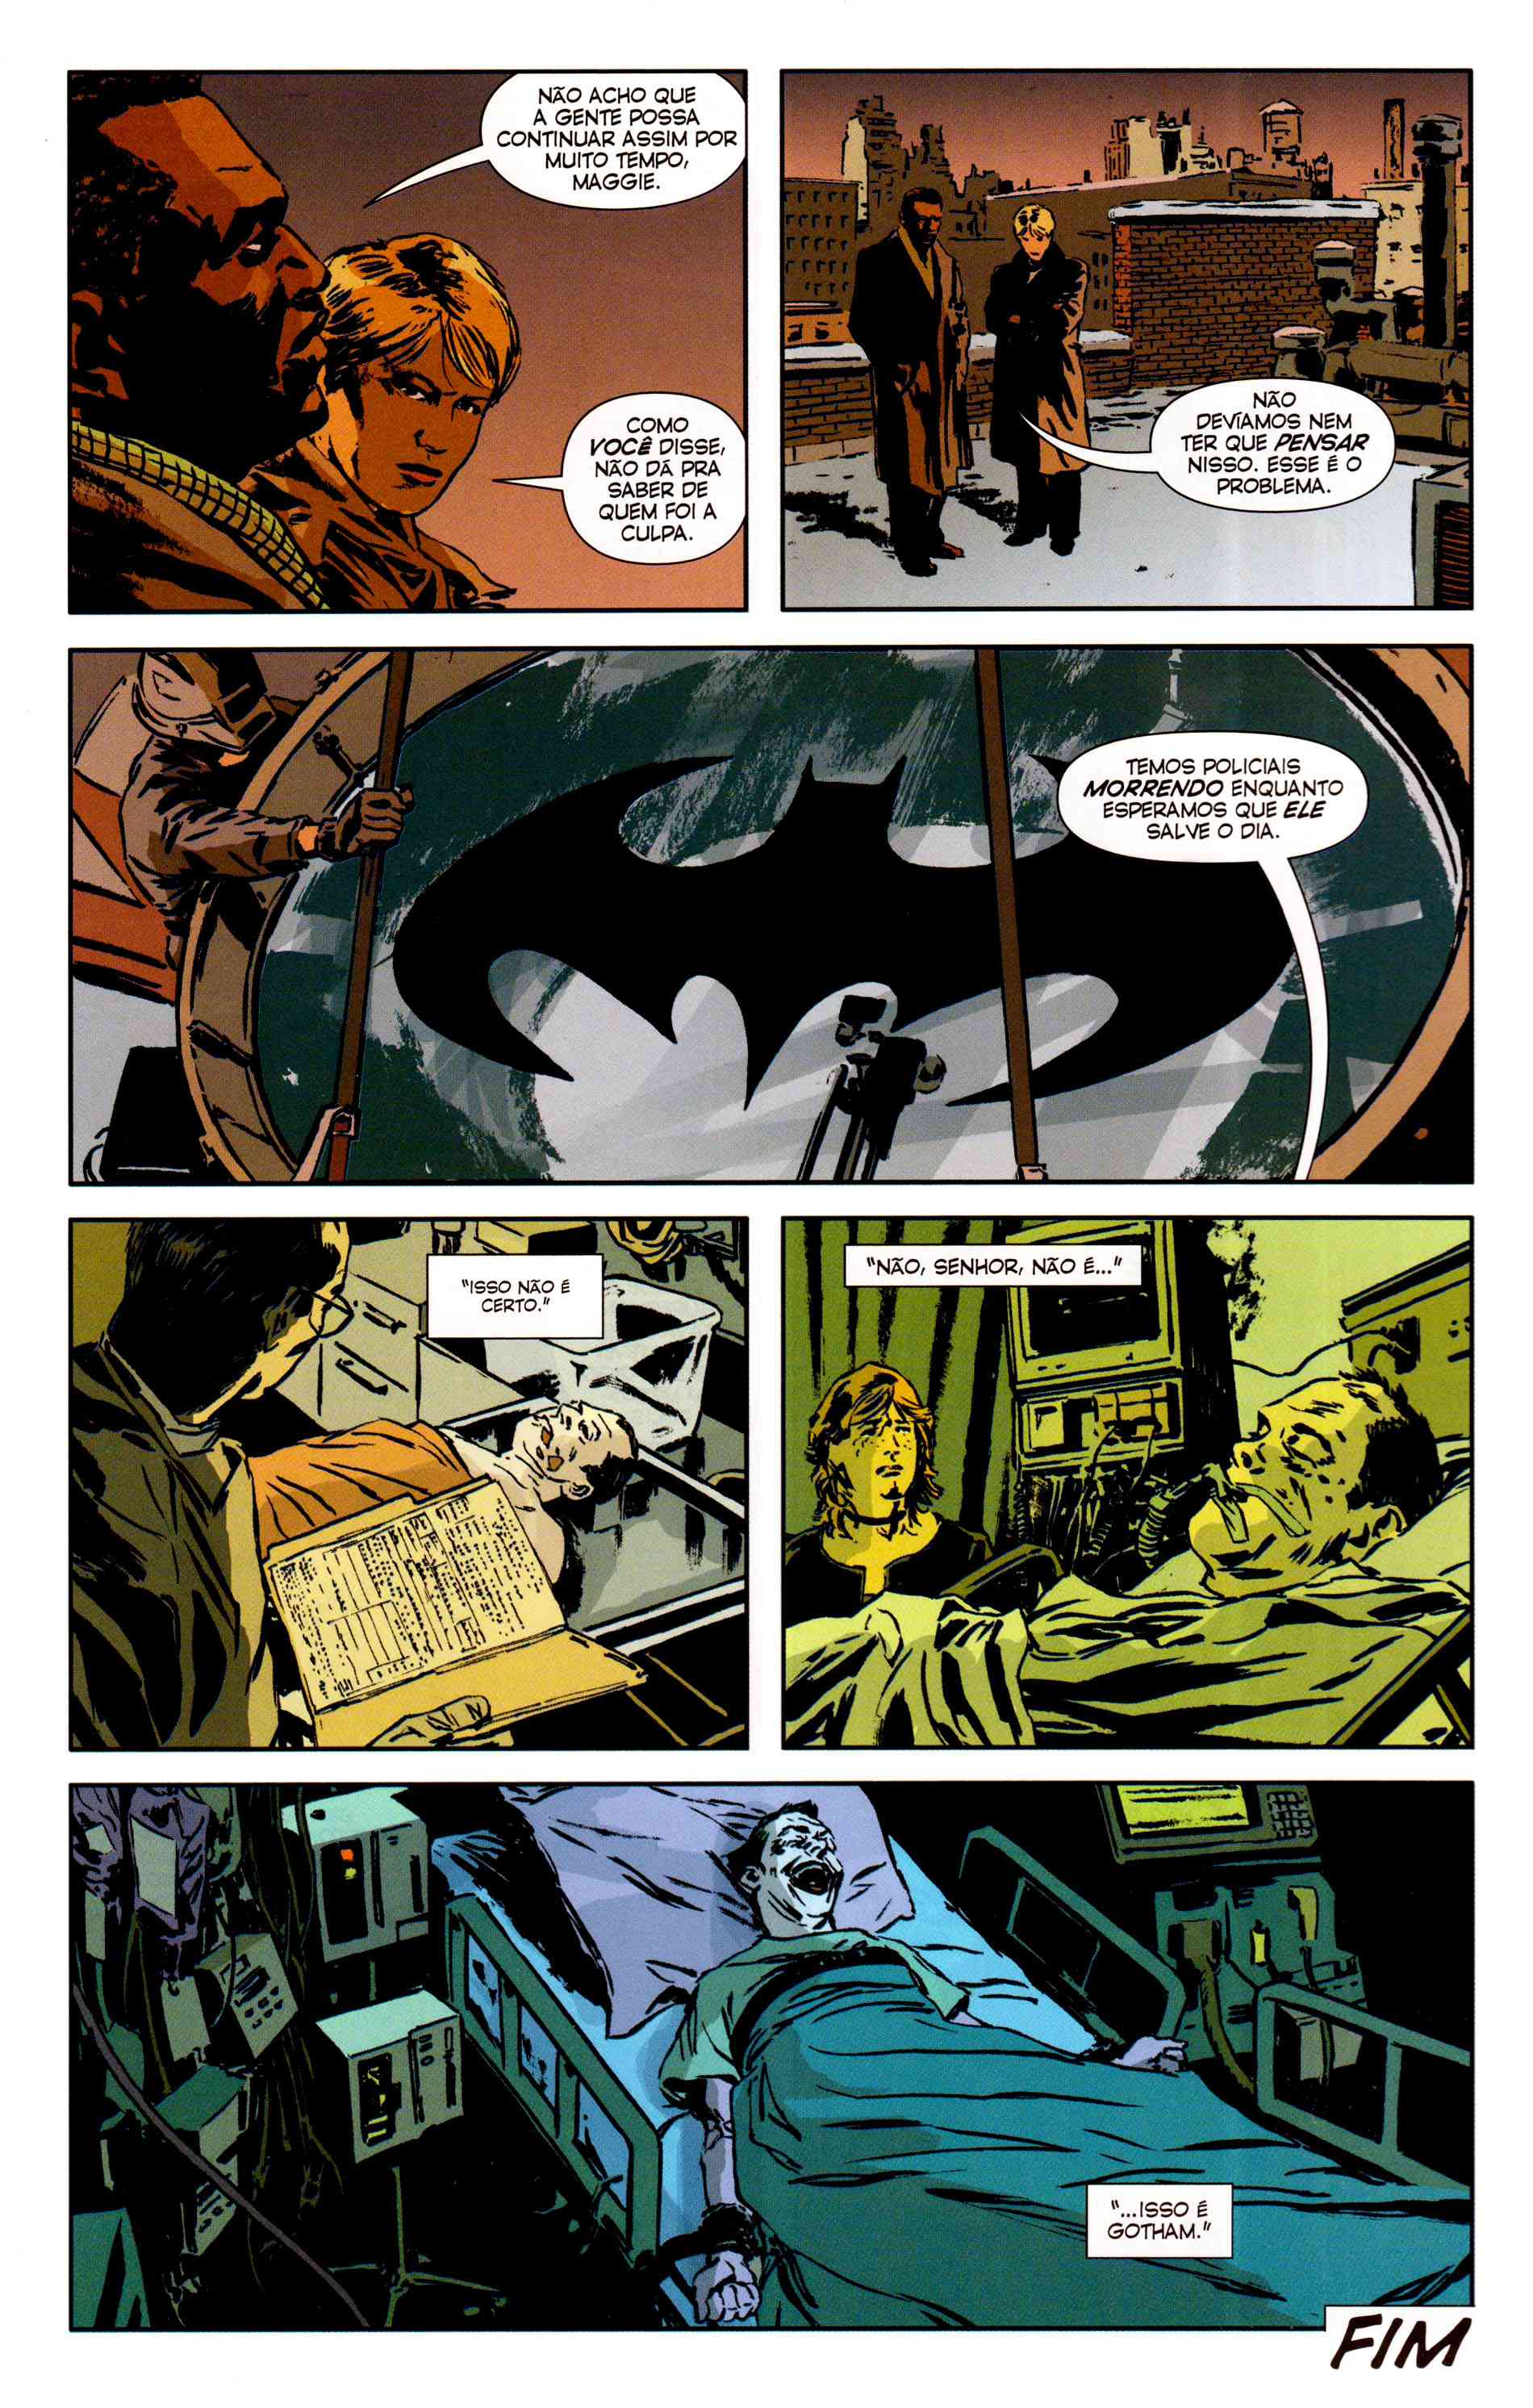 NÃO ACHO QUE
A GENTE POSSA
CONTINUAR ASSIM POR
MUITO TEMPO,
MAGGIE.
COMO
VOCÊ DISSE,
NÃO DÁ PRA
SABER DE
QUEM FOI A
CULPA.
NÃO
DEVÍAMOS NEM
TER QUE PENSAR
NISSO. ESSE É O
PROBLEMA.
TEMOS POLICIAIS
MORRENDO ENQUANTO
ESPERAMOS QUE ELE
SALVE O DIA.
"ISSO NÃO É
CERTO."
"NÃO, SENHOR, NÃO É..."
"...ISSO É
GOTHAM."
FIM